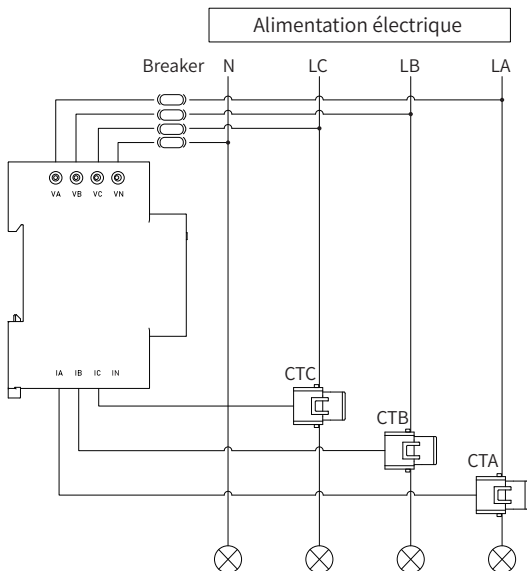 Alimentation électrique
Breaker N LC LB LA
VA VB VC VN
IA IB IC IN
CTC
CTB
CTA